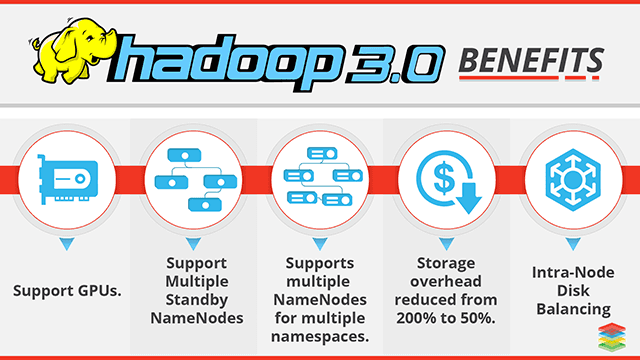 hadoop 3.0 BENEFITS
Support GPUs.
Support
Multiple
Standby
NameNodes
Supports
multiple
NameNodes
for multiple
namespaces.
$
Storage
overhead
reduced from
200% to 50%.
Intra-Node
Disk
Balancing